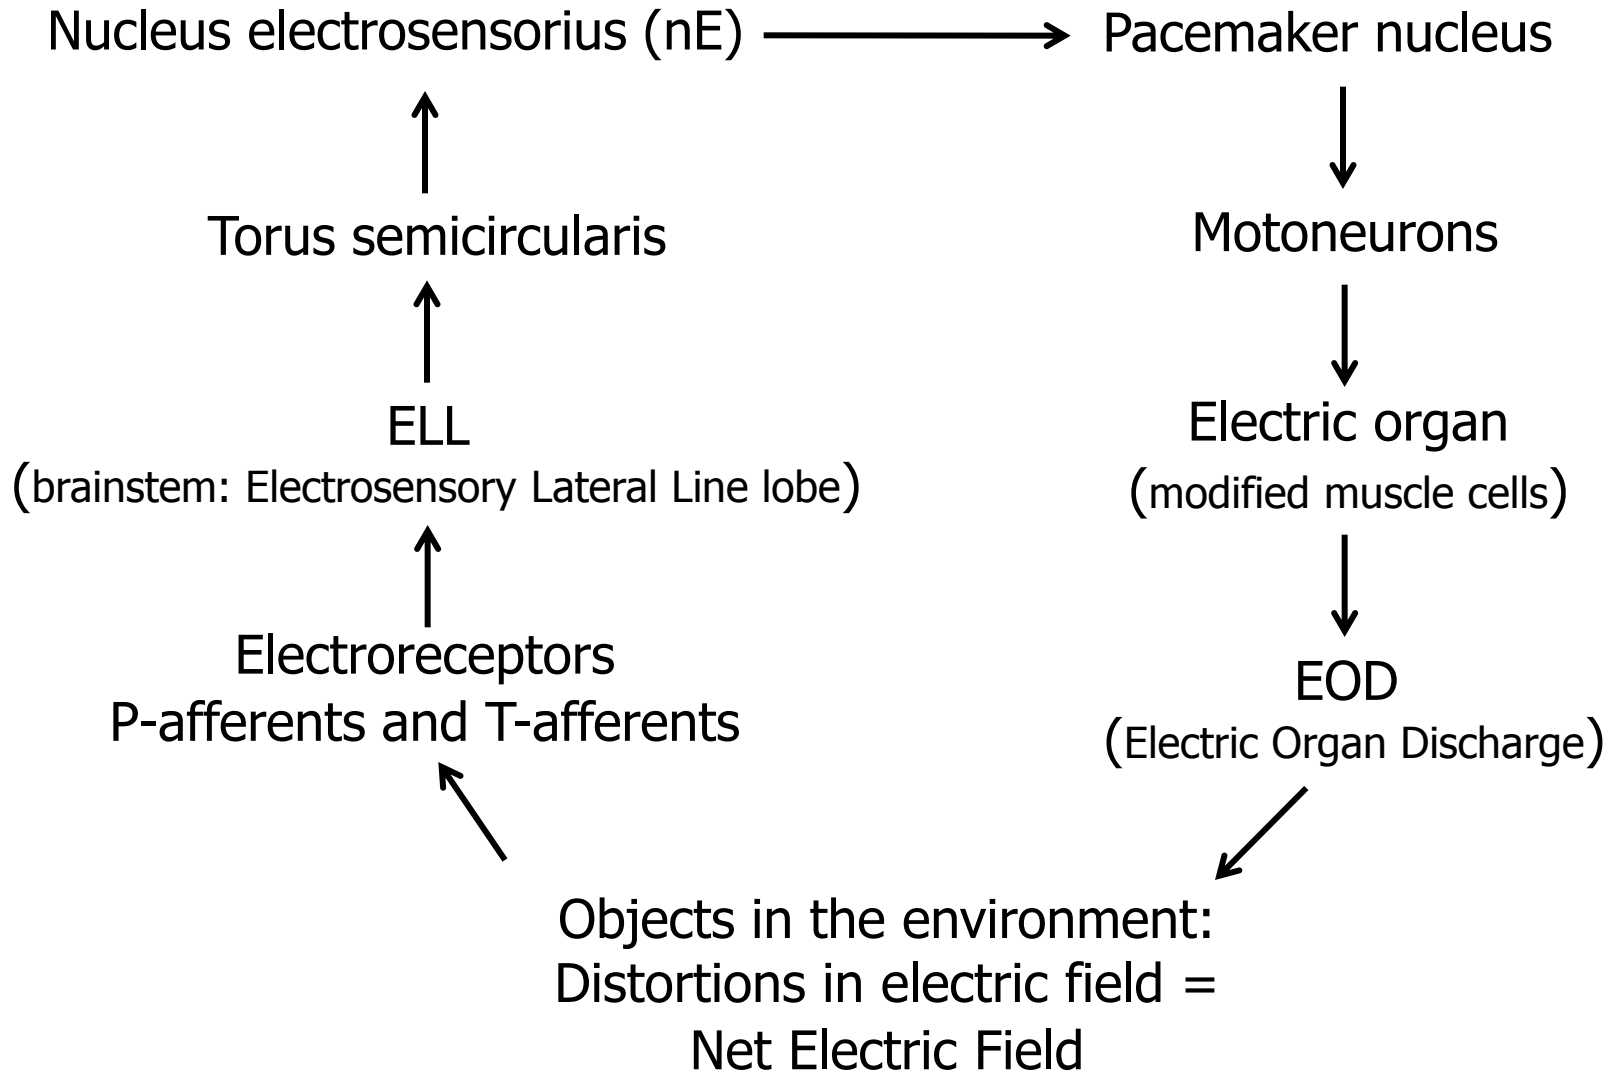 Nucleus electrosensorius (nE)
Pacemaker nucleus
Torus semicircularis
Motoneurons
ELL
(brainstem: Electrosensory Lateral Line lobe)
Electric organ
(modified muscle cells)
Electroreceptors
P-afferents and T-afferents
EOD
(Electric Organ Discharge)
Objects in the environment:
Distortions in electric field =
Net Electric Field